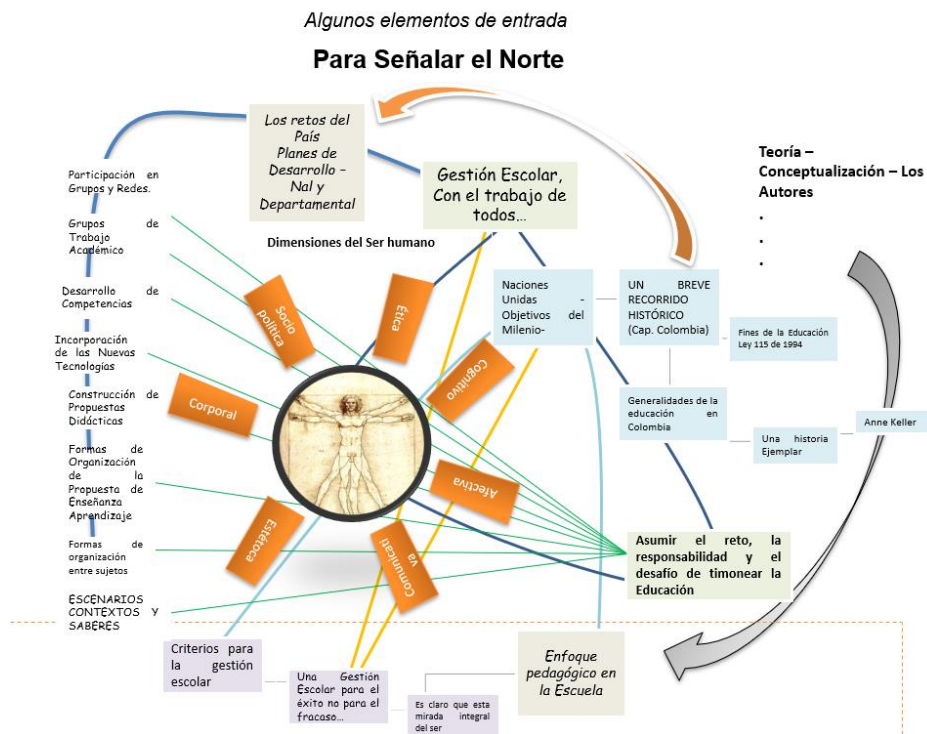 Algunos elementos de entrada
Para Señalar el Norte
Los retos del
País
Planes de
Desarrollo –
Nal y
Departamental
Gestión Escolar,
Con el trabajo de
todos…
Teoría –
Conceptualización – Los
Autores
.
.
.
Dimensiones del Ser humano
Participación en
Grupos y Redes.
Grupos de
Trabajo
Académico
Desarrollo de
Competencias
Incorporación
de las Nuevas
Tecnologías
Construcción de
Propuestas
Didácticas
Formas de
Organización
de la
Propuesta de
Enseñanza
Aprendizaje
Formas de
organización
entre sujetos
ESCENARIOS
CONTEXTOS Y
SABERES
Socio
política
Ética
Cognitivo
Corporal
Afectiva
Estétoca
Comunicati
va
Naciones
Unidas -
Objetivos del
Milenio-
UN BREVE
RECORRIDO
HISTÓRICO
(Cap. Colombia)
Fines de la Educación
Ley 115 de 1994
Generalidades de la
educación en
Colombia
Una historia
Ejemplar
Anne Keller
Asumir el reto, la
responsabilidad y el
desafío de timonear la
Educación
Criterios para
la gestión
escolar
Una Gestión
Escolar para el
éxito no para el
fracaso…
Es claro que esta
mirada integral
del ser
Enfoque
pedagógico en
la Escuela